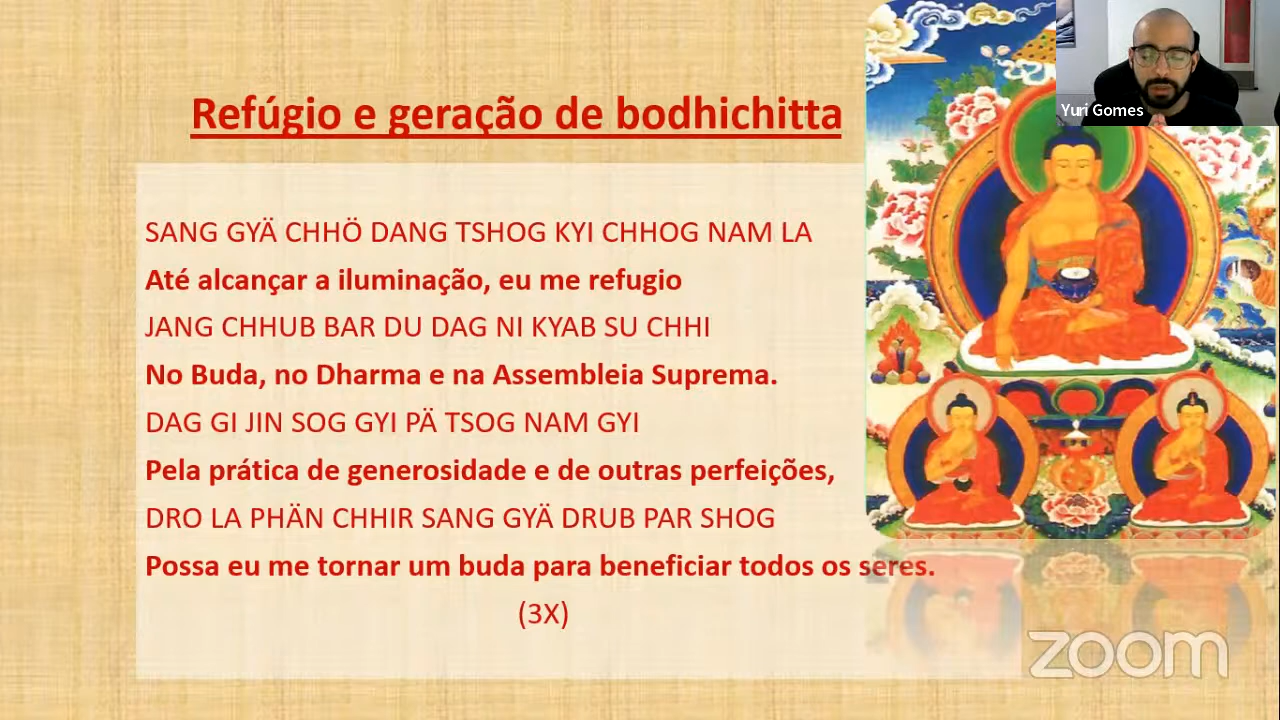 Refúgio e geração de bodhichitta
SANG GYÄ CHHÖ DANG TSHOG KYI CHHOG NAM LA
Até alcançar a iluminação, eu me refugio
JANG CHHUB BAR DU DAG NI KYAB SU CHHI
No Buda, no Dharma e na Assembleia Suprema.
DAG GI JIN SOG GYI PÄ TSOG NAM GYI
Pela prática de generosidade e de outras perfeições,
DRO LA PHÄN CHHIR SANG GYÄ DRUB PAR SHOG
Possa eu me tornar um buda para beneficiar todos os seres.
(3X)
Yuri Gomes
zoom